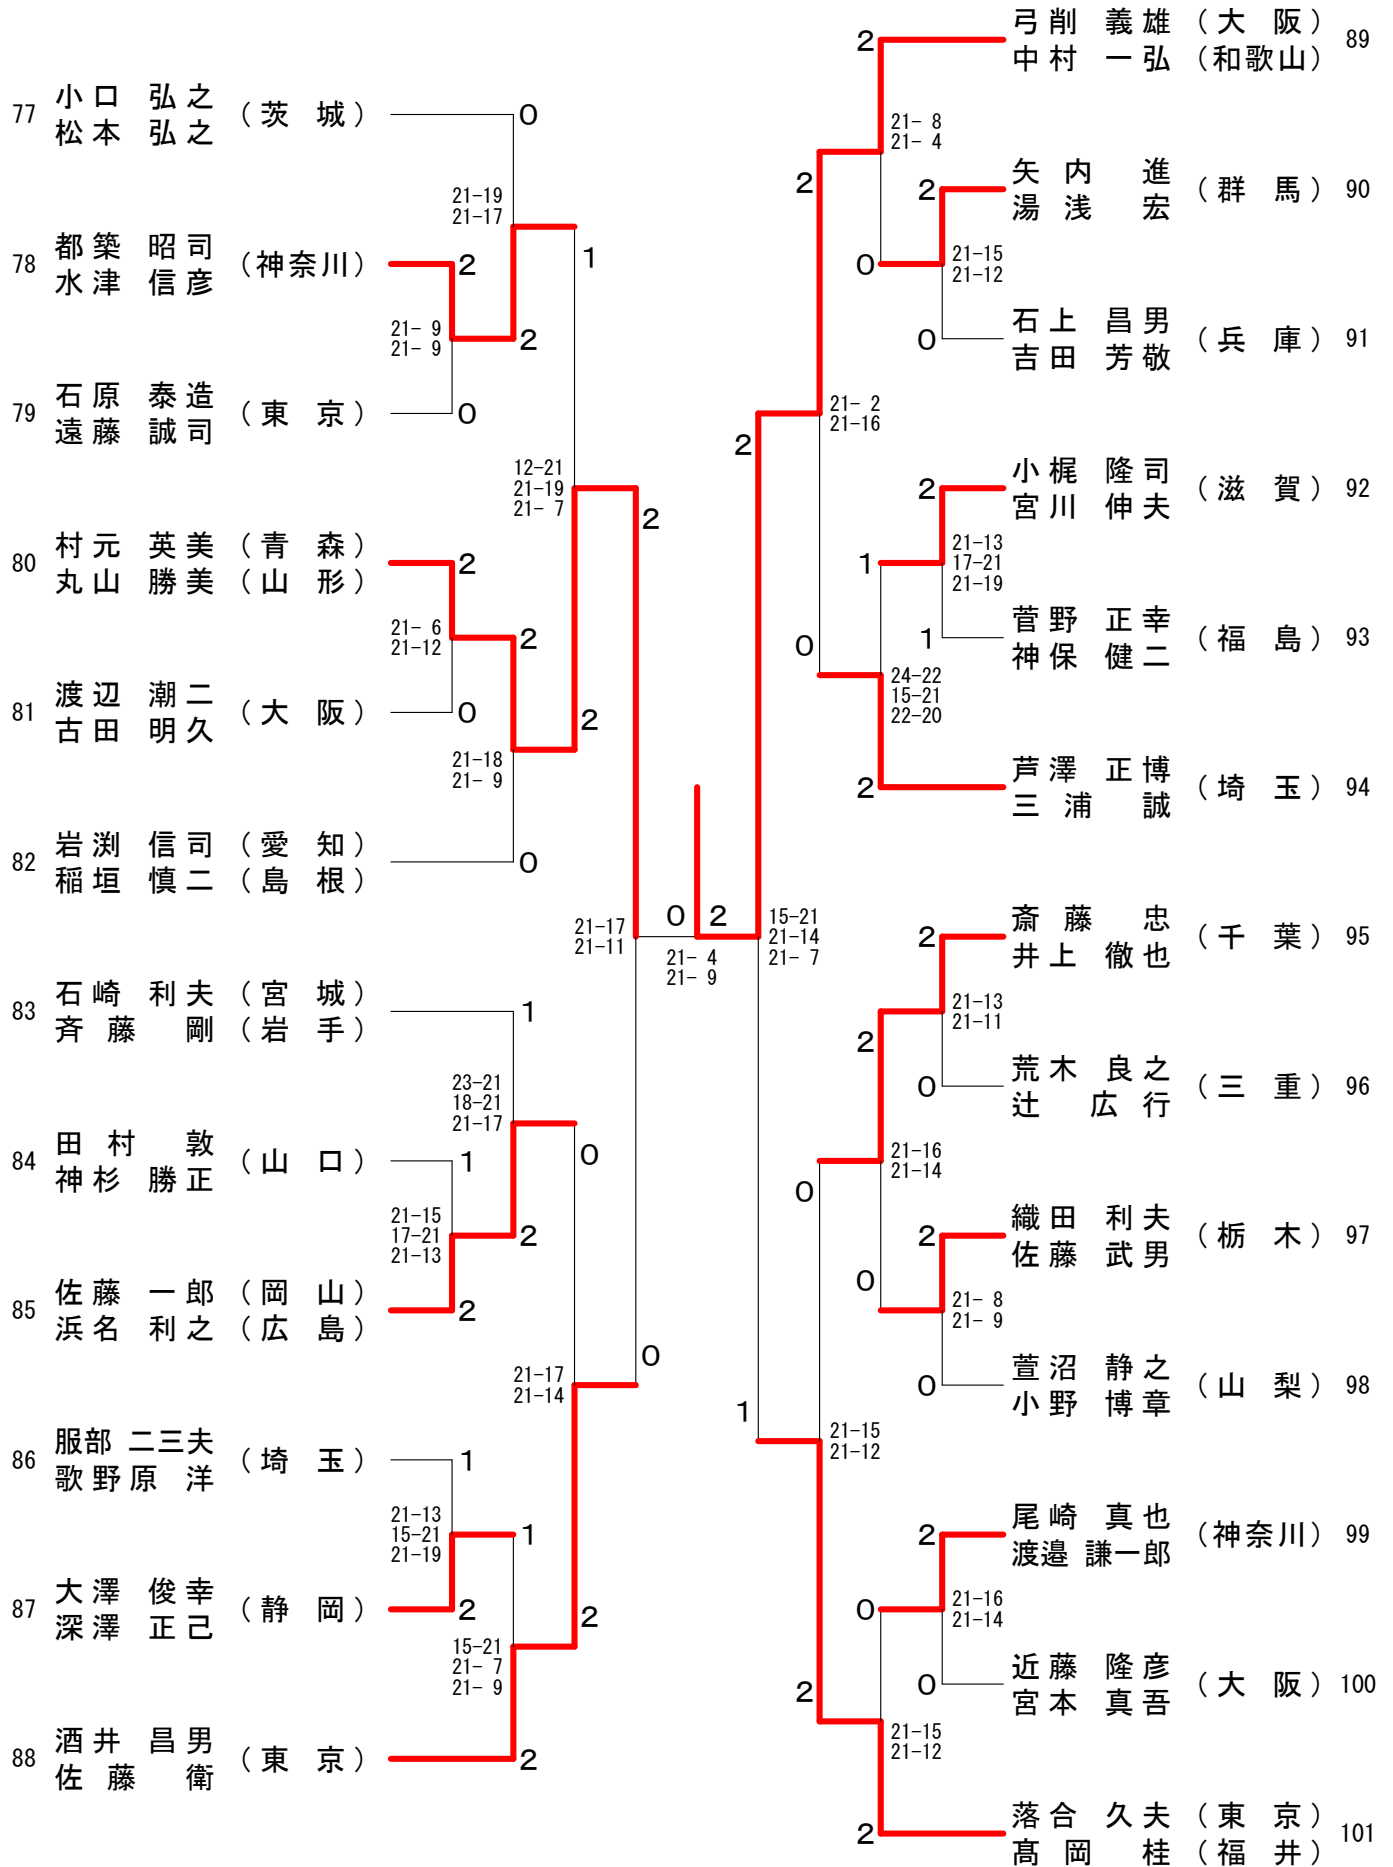 77 小口 弘之 (茨 城) 0
松本 弘之
21-19
21-17
78 都築 昭司 (神奈川) 2 1
水津 信彦
21- 9 2
21- 9
79 石原 泰造 (東 京) 0
遠藤 誠司
12-21
21-19
21- 7 2
80 村元 英美 (青 森) 2
丸山 勝美 (山 形)
21- 6 2
21-12
81 渡辺 潮二 (大 阪) 0 2
古田 明久
21-18
21- 9
82 岩渕 信司 (愛 知) 0
稲垣 慎二 (島 根)
21-17
21-11
0 2
21- 4
21- 9
83 石崎 利夫 (宮 城) 1
斉藤 剛 (岩 手)
23-21
18-21
21-17
84 田村 敦 (山 口) 1 0
神杉 勝正
21-15
17-21 2
21-13
85 佐藤 一郎 (岡 山) 2
浜名 利之 (広 島)
21-17 0
21-14
86 服部 二三夫 (埼 玉) 1
歌野原 洋
21-13
15-21 1
21-19
87 大澤 俊幸 (静 岡) 2 2
深澤 正己
15-21
21- 7
21- 9
88 酒井 昌男 (東 京) 2
佐藤 衛
2 弓削 義雄 (大 阪) 89
中村 一弘 (和歌山)
21- 8
21- 4
2 2 矢内 進 (群 馬) 90
湯浅 宏
0 21-15
21-12
0 石上 昌男 (兵 庫) 91
吉田 芳敬
21- 2
21-16
2
2 小梶 隆司 (滋 賀) 92
宮川 伸夫
1 21-13
17-21
21-19
0 1 菅野 正幸 (福 島) 93
神保 健二
24-22
15-21
22-20
2 芦澤 正博 (埼 玉) 94
三浦 誠
15-21
21-14
21- 7
2 斎藤 忠 (千 葉) 95
井上 徹也
2 21-13
21-11
0 荒木 良之 (三 重) 96
辻 広行
0 21-16
21-14
2 織田 利夫 (栃 木) 97
佐藤 武男
0 21- 8
21- 9
0 萱沼 静之 (山 梨) 98
小野 博章
1 21-15
21-12
2 尾崎 真也 (神奈川) 99
渡邉 謙一郎
0 21-16
21-14
2 0 近藤 隆彦 (大 阪) 100
宮本 真吾
21-15
21-12
2 落合 久夫 (東 京) 101
髙岡 桂 (福 井)